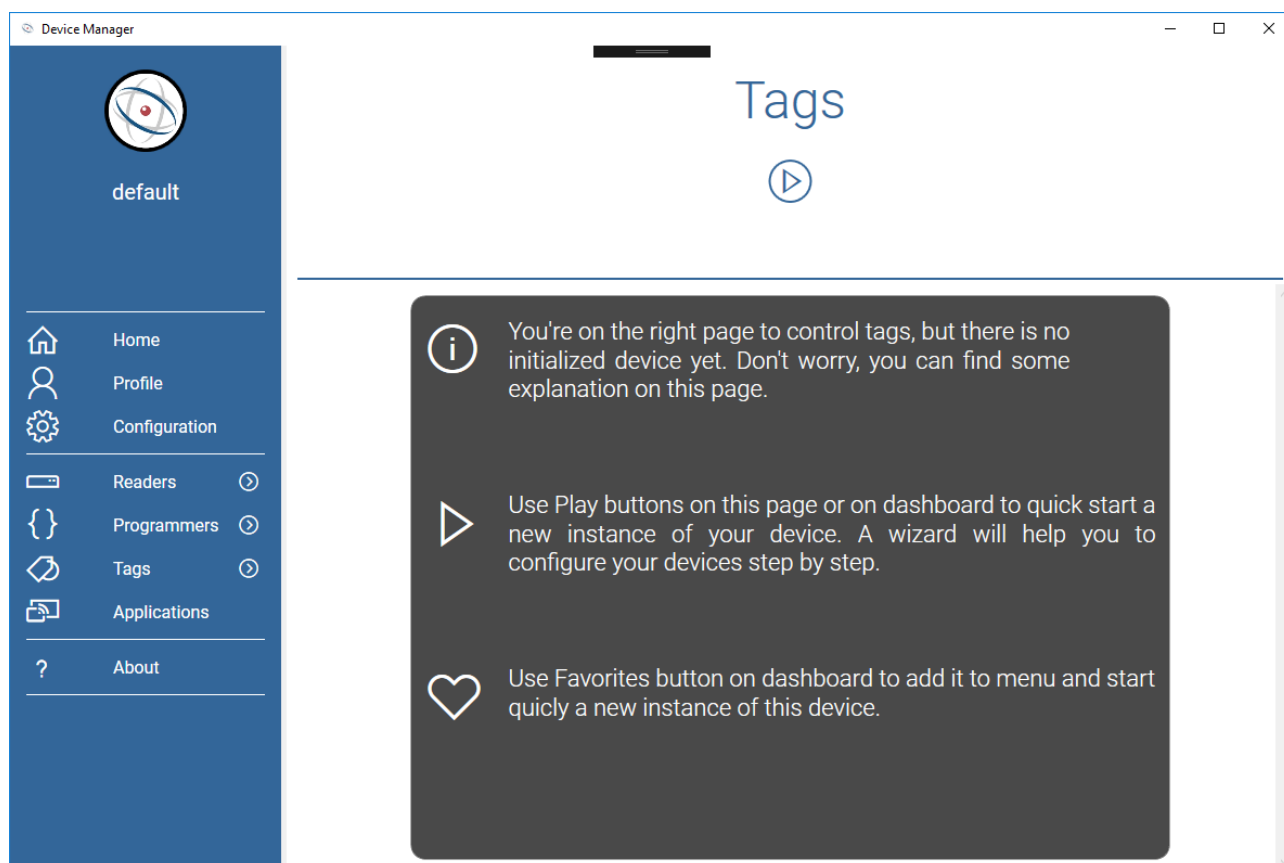 Device Manager
default
Home
Profile
Configuration
Readers
Programmers
Tags
Applications
?
About
Tags
i
You're on the right page to control tags, but there is no
initialized device yet. Don't worry, you can find some
explanation on this page.
Use Play buttons on this page or on dashboard to quick start a
new instance of your device. A wizard will help you to
configure your devices step by step.
Use Favorites button on dashboard to add it to menu and start
quicly a new instance of this device.